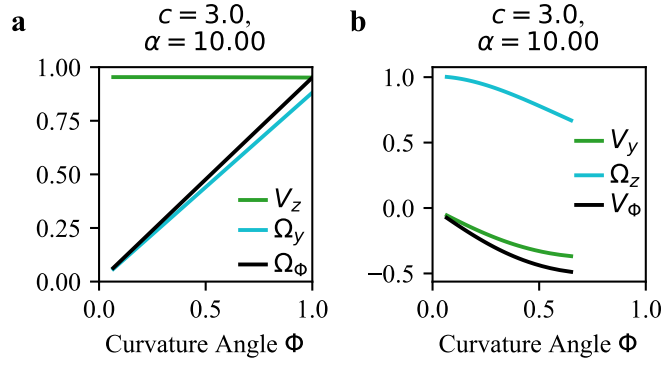 a
c = 3.0,
α = 10.00
1.00
0.75
0.50
0.25
0.00
V_z
Ω_y
Ω_Φ
0.0 0.5 1.0
Curvature Angle Φ
b
c = 3.0,
α = 10.00
1.0
0.5
0.0
−0.5
V_y
Ω_z
V_Φ
0.0 0.5 1.0
Curvature Angle Φ